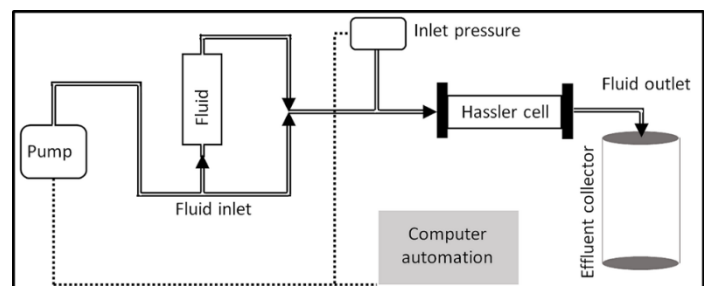 Inlet pressure
Fluid outlet
Fluid
Hassler cell
Pump
Fluid inlet
Effluent collector
Computer
automation